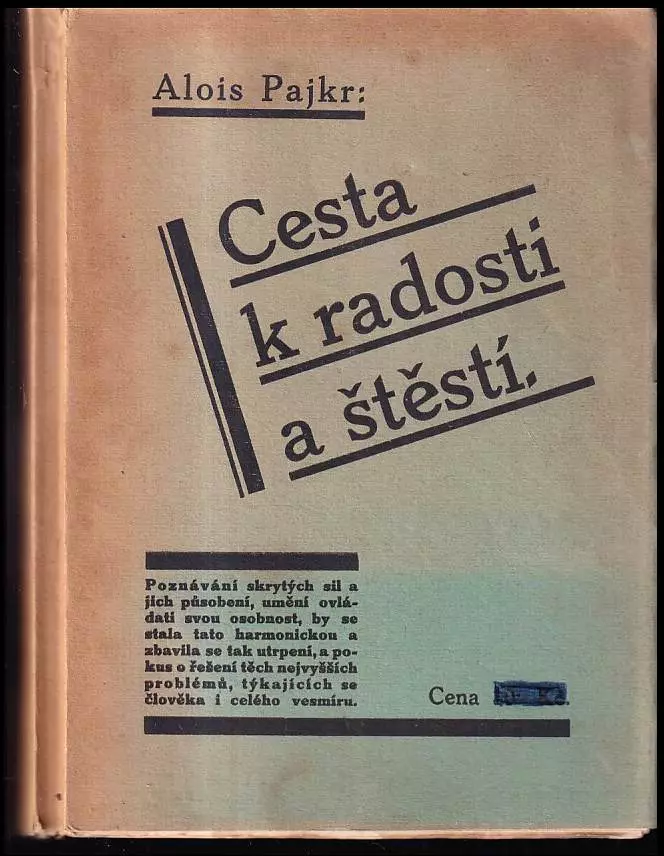 Alois Pajkr:
Cesta
k radosti
a štěstí.
Poznávání skrytých sil a
jich působení, umění ovlá-
dati svou osobnost, by se
stala tato harmonickou a
zbavila se tak utrpení, a po-
kus o řešení těch nejvyšších
problémů, týkajících se
člověka i celého vesmíru.
Cena